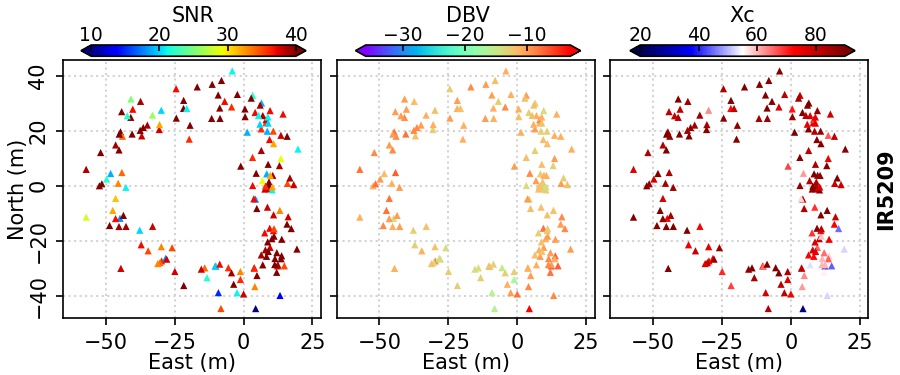 SNR DBV Xc
10 20 30 40 −30 −20 −10 20 40 60 80
40
20
0
−20
−40
North (m)
IR5209
−50 −25 0 25 −50 −25 0 25 −50 −25 0 25
East (m) East (m) East (m)